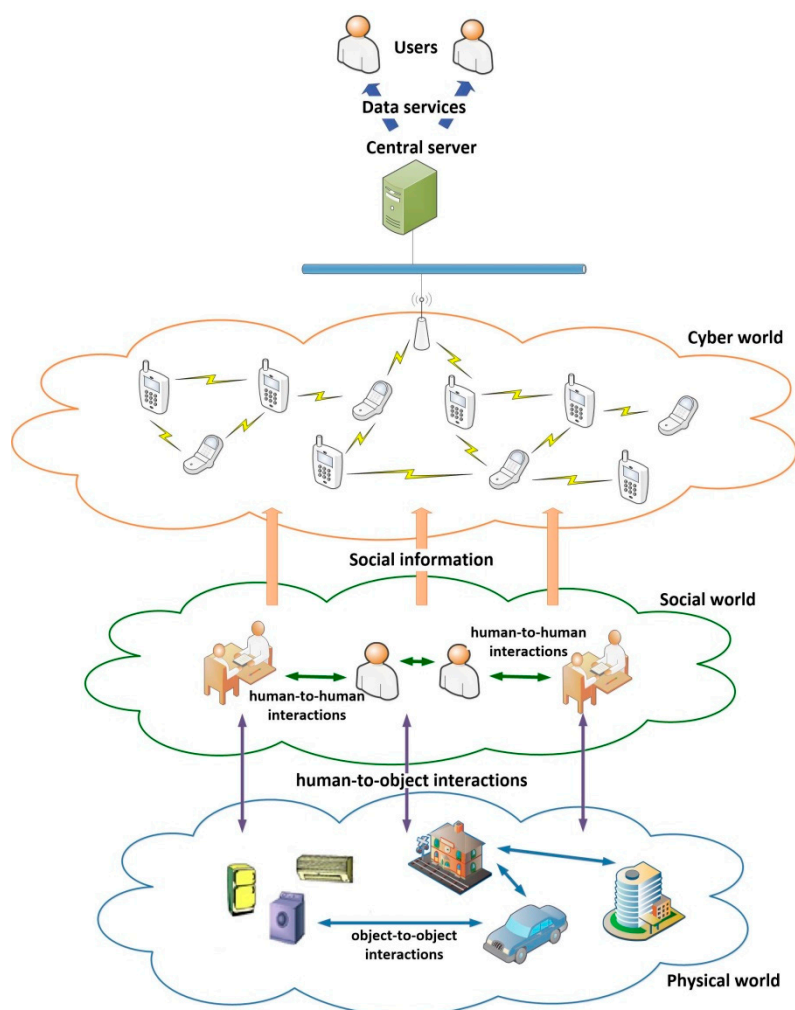 Users
Data services
Central server
Cyber world
Social information
Social world
human-to-human
interactions
human-to-human
interactions
human-to-object interactions
object-to-object
interactions
Physical world